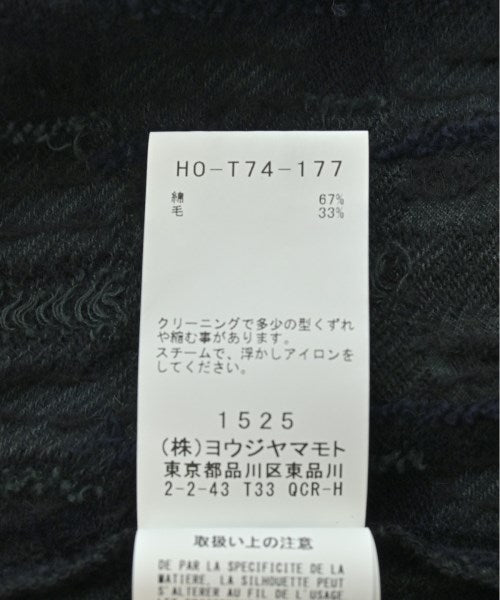 HO-T74-177
綿 67%
毛 33%
クリーニングで多少の型くずれ
や縮む事があります。
スチームで、浮かしアイロンを
してください。
1525
(株)ヨウジヤマモト
東京都品川区東品川
2-2-43 T33 QCR-H
取扱い上の注意
DE PAR LA SPECIFICITE DE LA
MATIERE, LA SILHOUETTE PEUT
S'ALTERER AU FIL DE L'USAGE